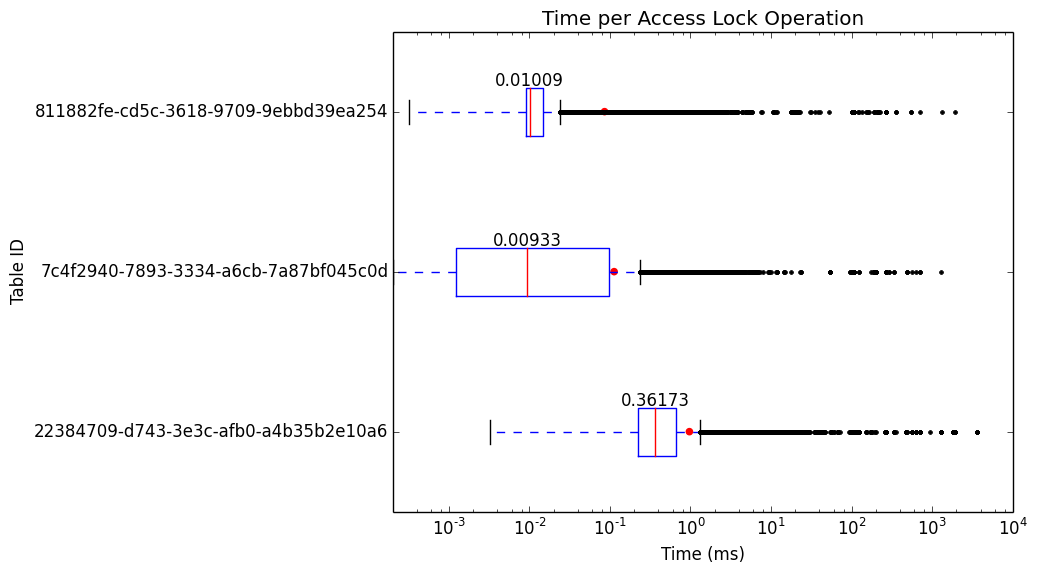 Time per Access Lock Operation
0.01009
811882fe-cd5c-3618-9709-9ebbd39ea254
0.00933
7c4f2940-7893-3334-a6cb-7a87bf045c0d
Table ID
0.36173
22384709-d743-3e3c-afb0-a4b35b2e10a6
10⁻³ 10⁻² 10⁻¹ 10⁰ 10¹ 10² 10³ 10⁴
Time (ms)